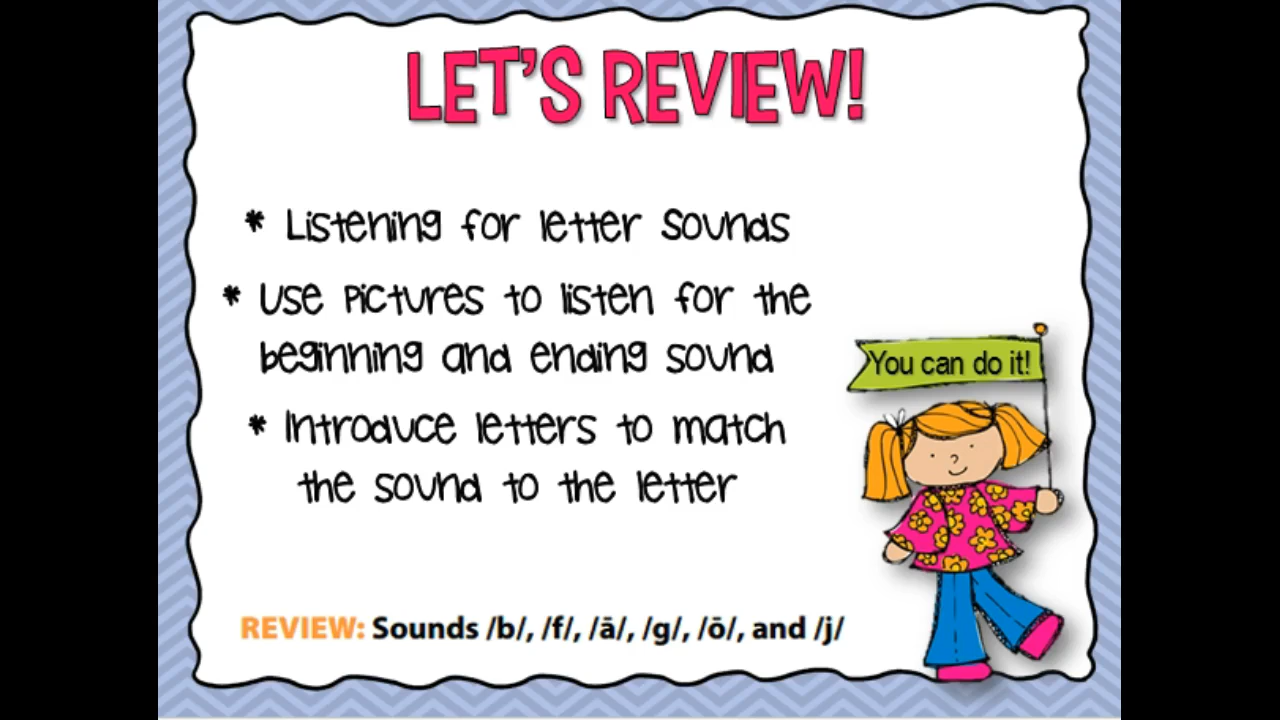 LET'S REVIEW!
* Listening for letter sounds
* Use pictures to listen for the
beginning and ending sound
You can do it!
* Introduce letters to match
the sound to the letter
REVIEW: Sounds /b/, /f/, /ā/, /g/, /ō/, and /j/